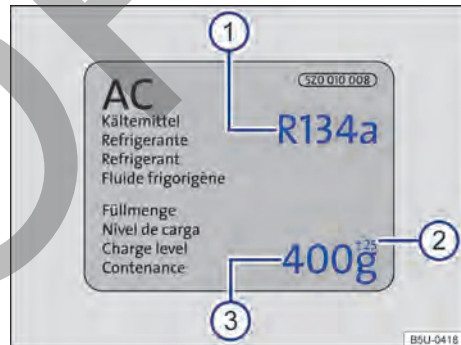 1
5Z0 010 008
AC
Kältemittel
Refrigerante
Refrigerant
Fluide frigorigène
R134a
Füllmenge
Nivel de carga
Charge level
Contenance
400g ±25
2
3
B5U-0418